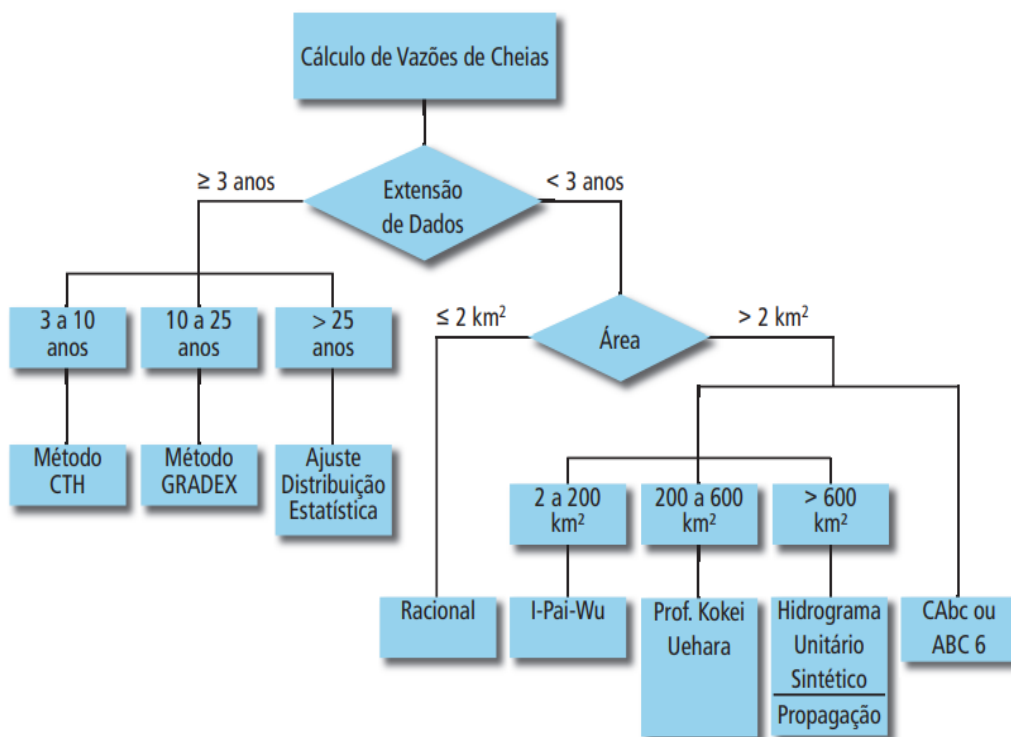 Cálculo de Vazões de Cheias
≥ 3 anos
Extensão
de Dados
< 3 anos
3 a 10
anos
10 a 25
anos
> 25
anos
≤ 2 km²
Área
> 2 km²
Método
CTH
Método
GRADEX
Ajuste
Distribuição
Estatística
2 a 200
km²
200 a 600
km²
> 600
km²
Racional
I-Pai-Wu
Prof. Kokei
Uehara
Hidrograma
Unitário
Sintético
Propagação
CAbc ou
ABC 6